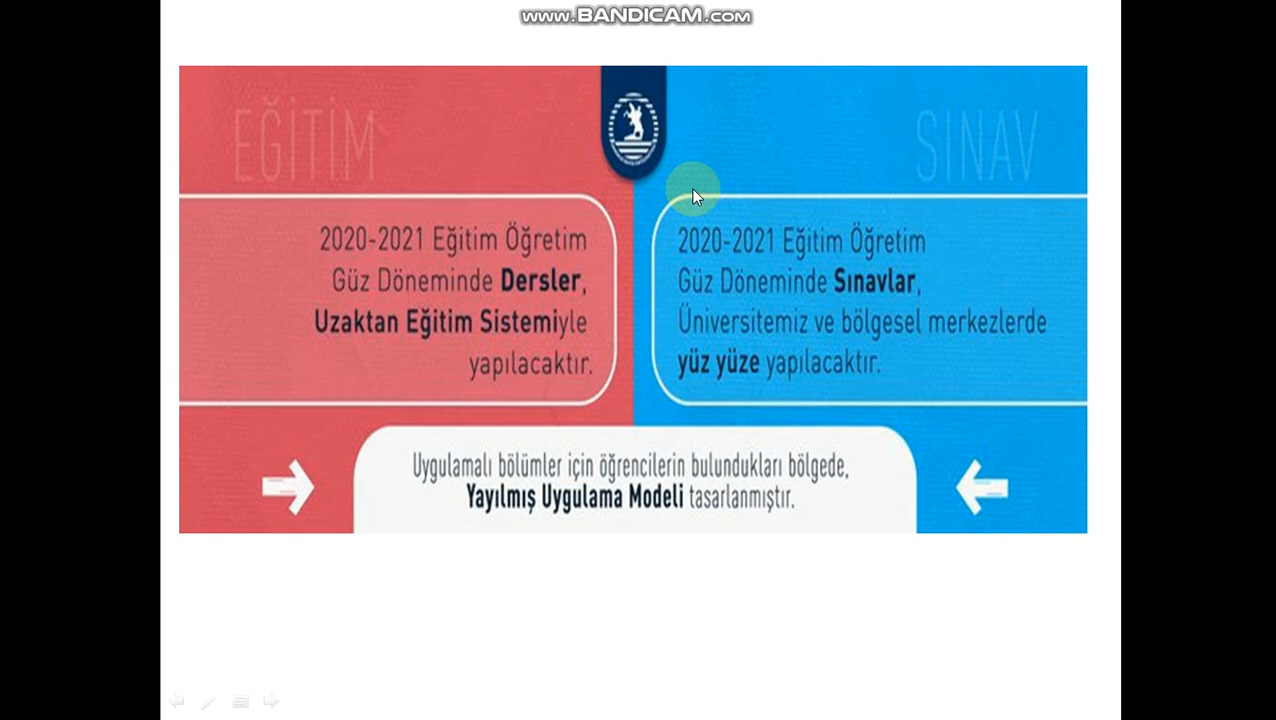 www.BANDICAM.com
EĞİTİM
SINAV
2020-2021 Eğitim Öğretim
Güz Döneminde Dersler,
Uzaktan Eğitim Sistemiyle
yapılacaktır.
2020-2021 Eğitim Öğretim
Güz Döneminde Sınavlar,
Üniversitemiz ve bölgesel merkezlerde
yüz yüze yapılacaktır.
Uygulamalı bölümler için öğrencilerin bulundukları bölgede,
Yayılmış Uygulama Modeli tasarlanmıştır.